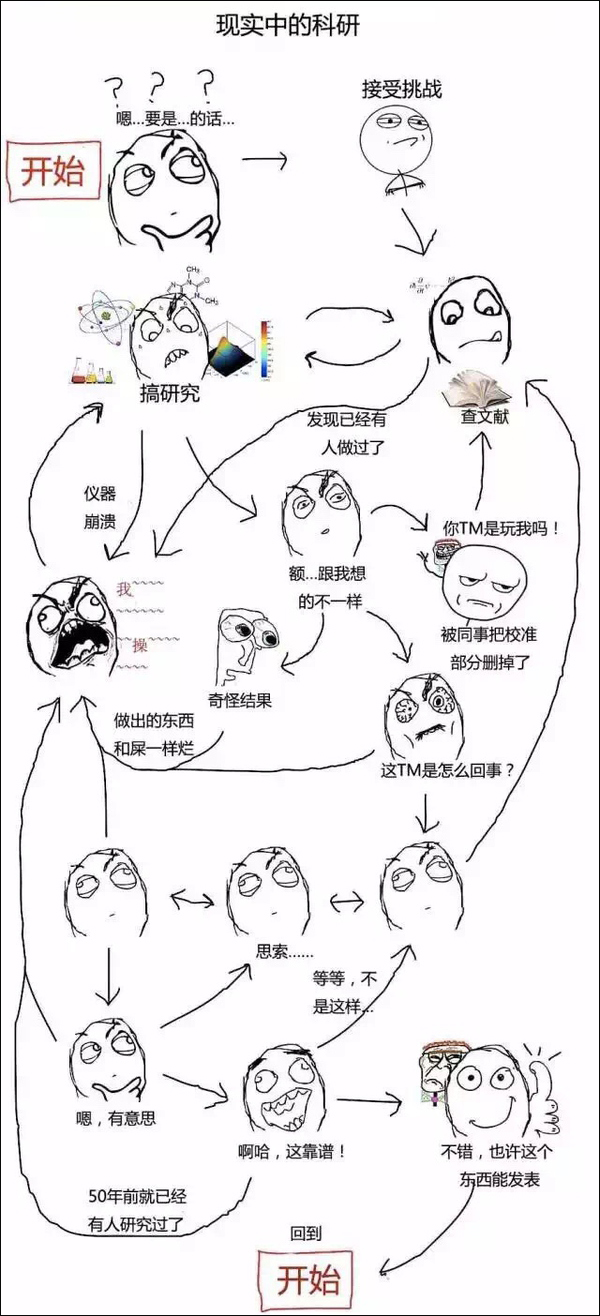 现实中的科研
? ? ?
嗯…要是…的话…
接受挑战
开始
CH₃
搞研究
查文献
发现已经有
人做过了
仪器
崩溃
你TM是玩我吗！
额…跟我想
的不一样
我
操
被同事把校准
部分删掉了
奇怪结果
做出的东西
和屎一样烂
这TM是怎么回事？
思索……
等等，不
是这样…
嗯，有意思
啊哈，这靠谱！
不错，也许这个
东西能发表
50年前就已经
有人研究过了
回到
开始